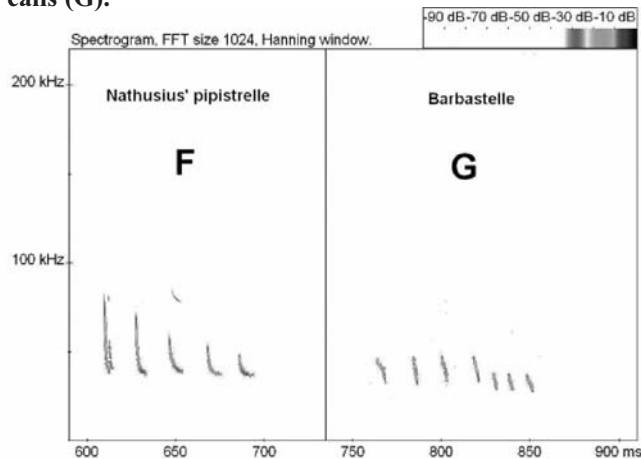 calls (G).
-90 dB -70 dB -50 dB -30 dB -10 dB
Spectrogram, FFT size 1024, Hanning window.
200 kHz
Nathusius' pipistrelle
Barbastelle
F
G
100 kHz
600 650 700 750 800 850 900 ms